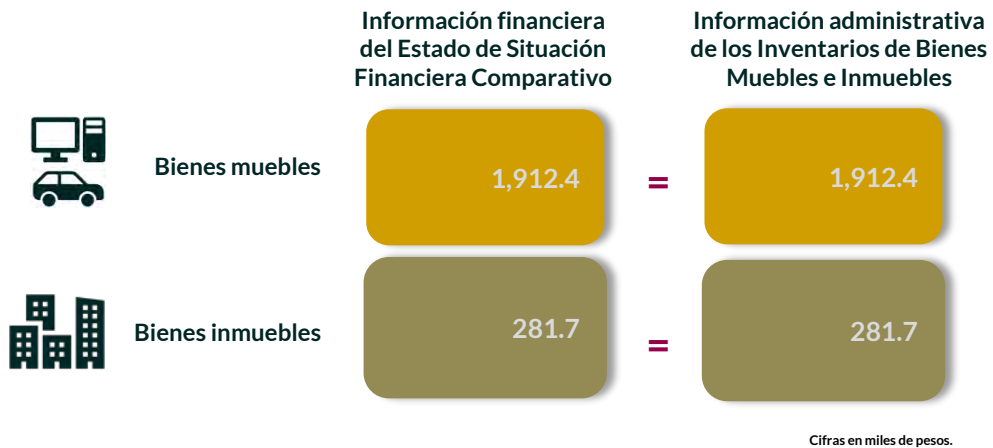 Información financiera
del Estado de Situación
Financiera Comparativo
Información administrativa
de los Inventarios de Bienes
Muebles e Inmuebles
Bienes muebles
1,912.4
=
1,912.4
Bienes inmuebles
281.7
=
281.7
Cifras en miles de pesos.